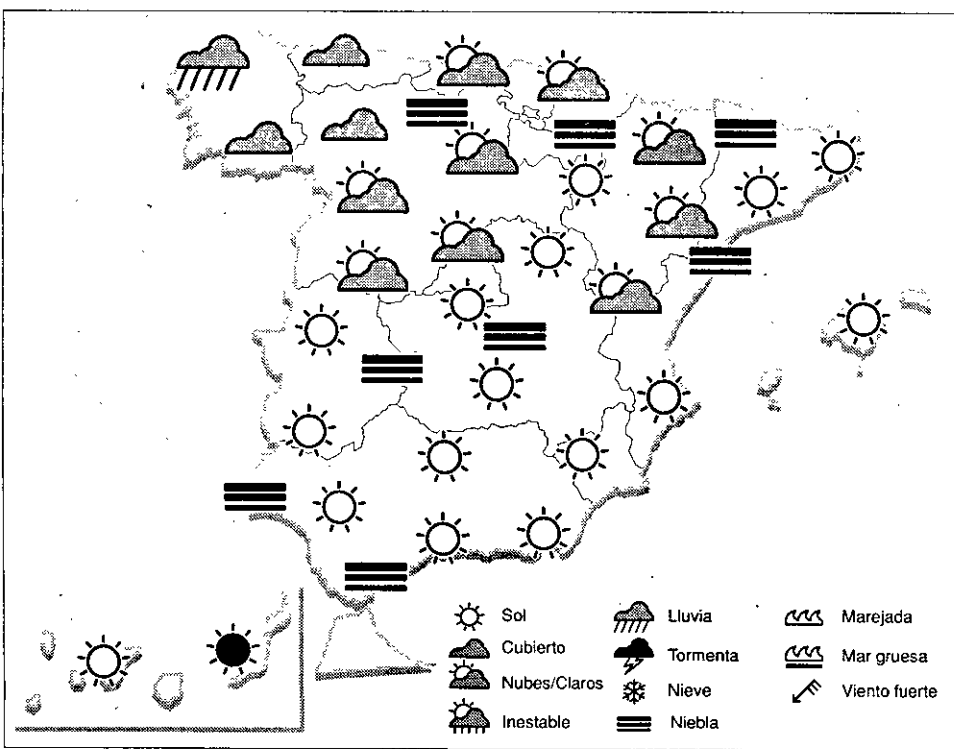 Sol
Cubierto
Nubes/Claros
Inestable
Lluvia
Tormenta
Nieve
Niebla
Marejada
Mar gruesa
Viento fuerte